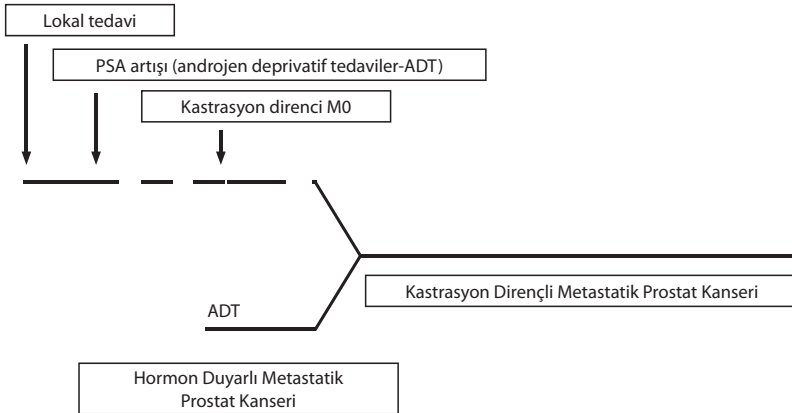 Lokal tedavi
PSA artışı (androjen deprivatif tedaviler-ADT)
Kastrasyon direnci M0
Kastrasyon Dirençli Metastatik Prostat Kanseri
ADT
Hormon Duyarlı Metastatik
Prostat Kanseri